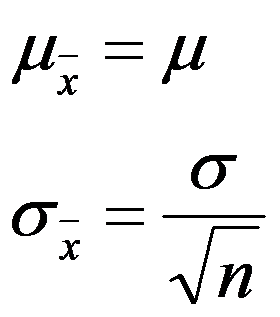 μ_x̄ = μ
σ_x̄ = σ/√n